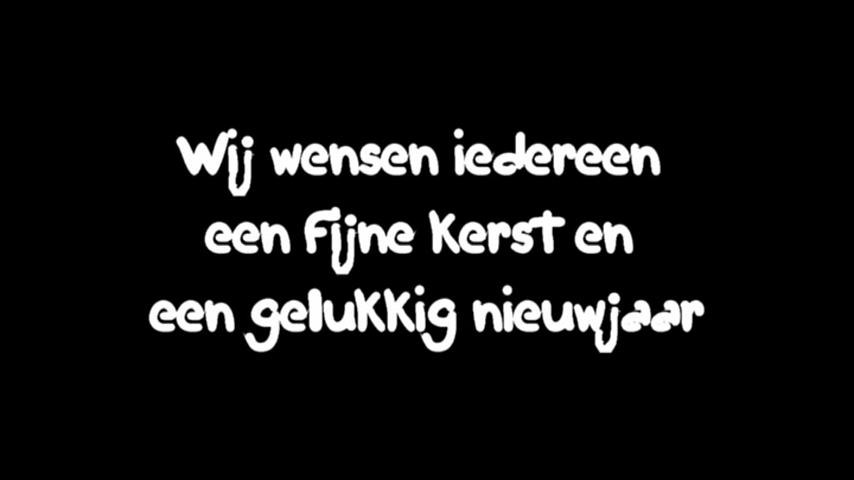 Wij wensen iedereen
een fijne kerst en
een gelukkig nieuwjaar